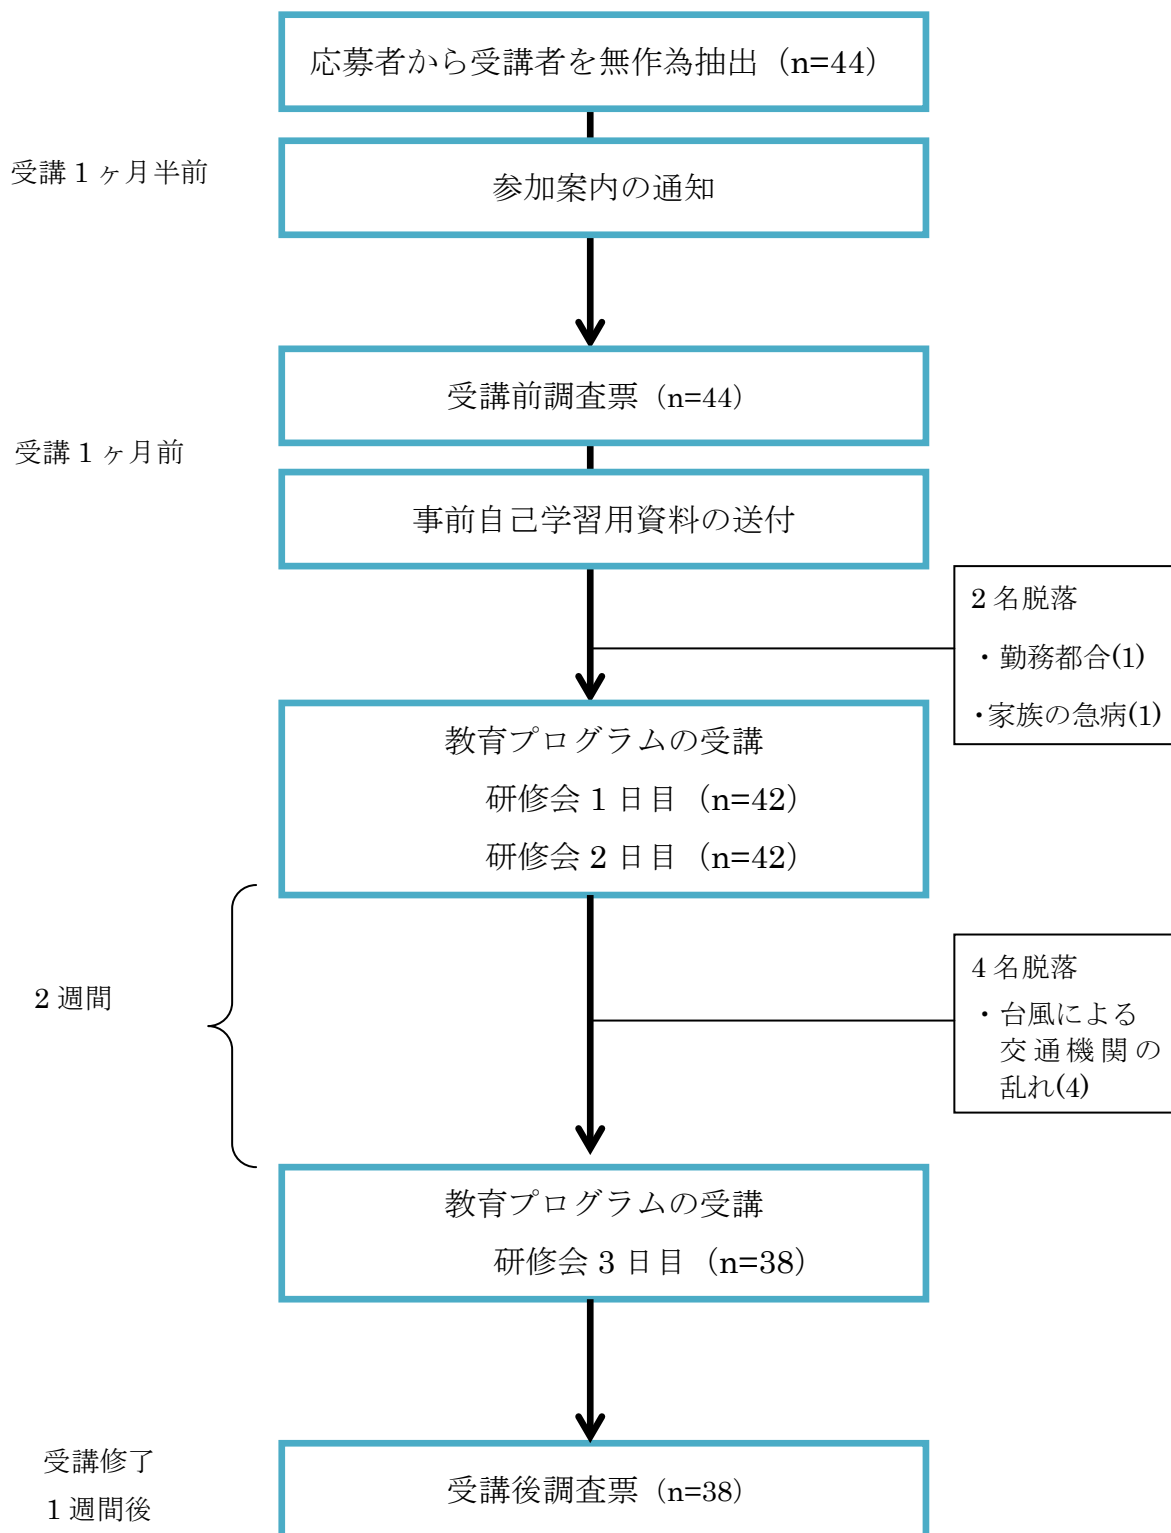 応募者から受講者を無作為抽出（n=44）
受講 1 ヶ月半前
参加案内の通知
受講前調査票（n=44）
受講 1 ヶ月前
事前自己学習用資料の送付
2 名脱落
・勤務都合(1)
・家族の急病(1)
教育プログラムの受講
研修会 1 日目（n=42）
研修会 2 日目（n=42）
2 週間
4 名脱落
・台風による
交通機関の
乱れ(4)
教育プログラムの受講
研修会 3 日目（n=38）
受講修了
1 週間後
受講後調査票（n=38）